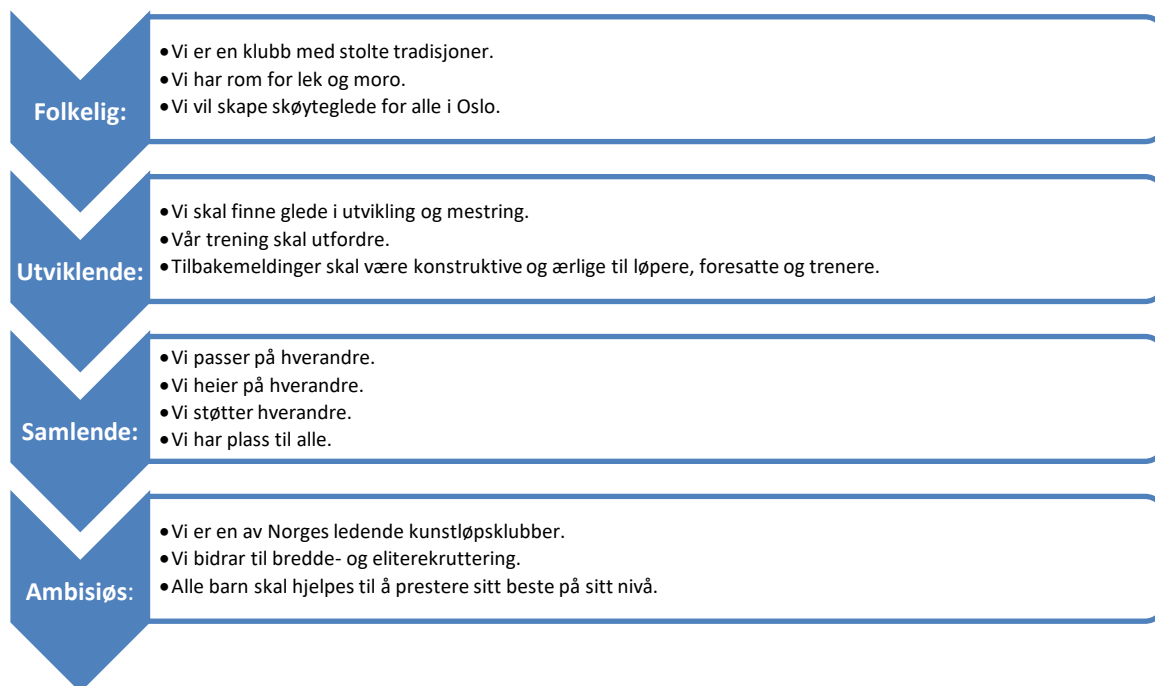 Folkelig:
•Vi er en klubb med stolte tradisjoner.
•Vi har rom for lek og moro.
•Vi vil skape skøyteglede for alle i Oslo.
Utviklende:
•Vi skal finne glede i utvikling og mestring.
•Vår trening skal utfordre.
•Tilbakemeldinger skal være konstruktive og ærlige til løpere, foresatte og trenere.
Samlende:
•Vi passer på hverandre.
•Vi heier på hverandre.
•Vi støtter hverandre.
•Vi har plass til alle.
Ambisiøs:
•Vi er en av Norges ledende kunstløpsklubber.
•Vi bidrar til bredde- og eliterekruttering.
•Alle barn skal hjelpes til å prestere sitt beste på sitt nivå.